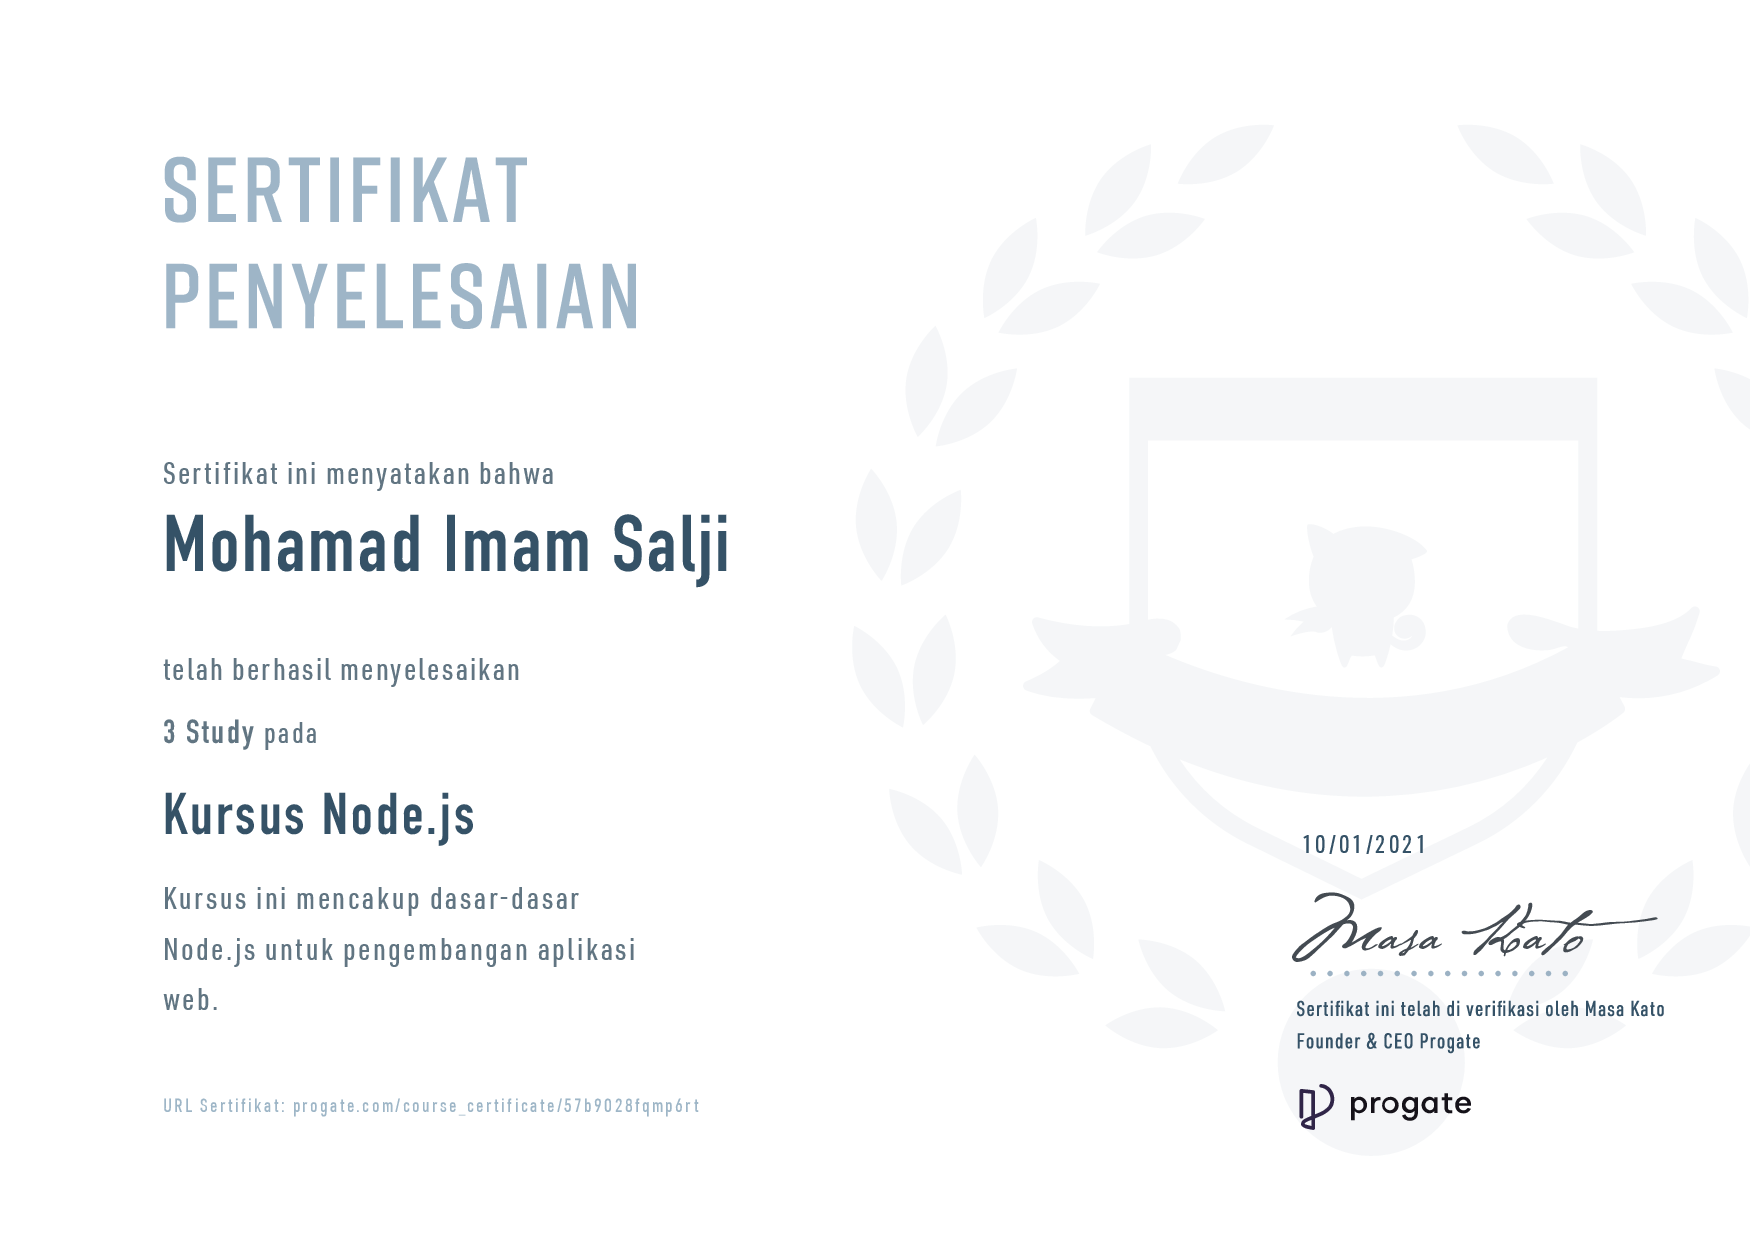 SERTIFIKAT
PENYELESAIAN
Sertifikat ini menyatakan bahwa
Mohamad Imam Salji
telah berhasil menyelesaikan
3 Study pada
Kursus Node.js
Kursus ini mencakup dasar-dasar
Node.js untuk pengembangan aplikasi
web.
URL Sertifikat: progate.com/course_certificate/57b9028fqmp6rt
10/01/2021
Masa Kato
Sertifikat ini telah di verifikasi oleh Masa Kato
Founder & CEO Progate
progate